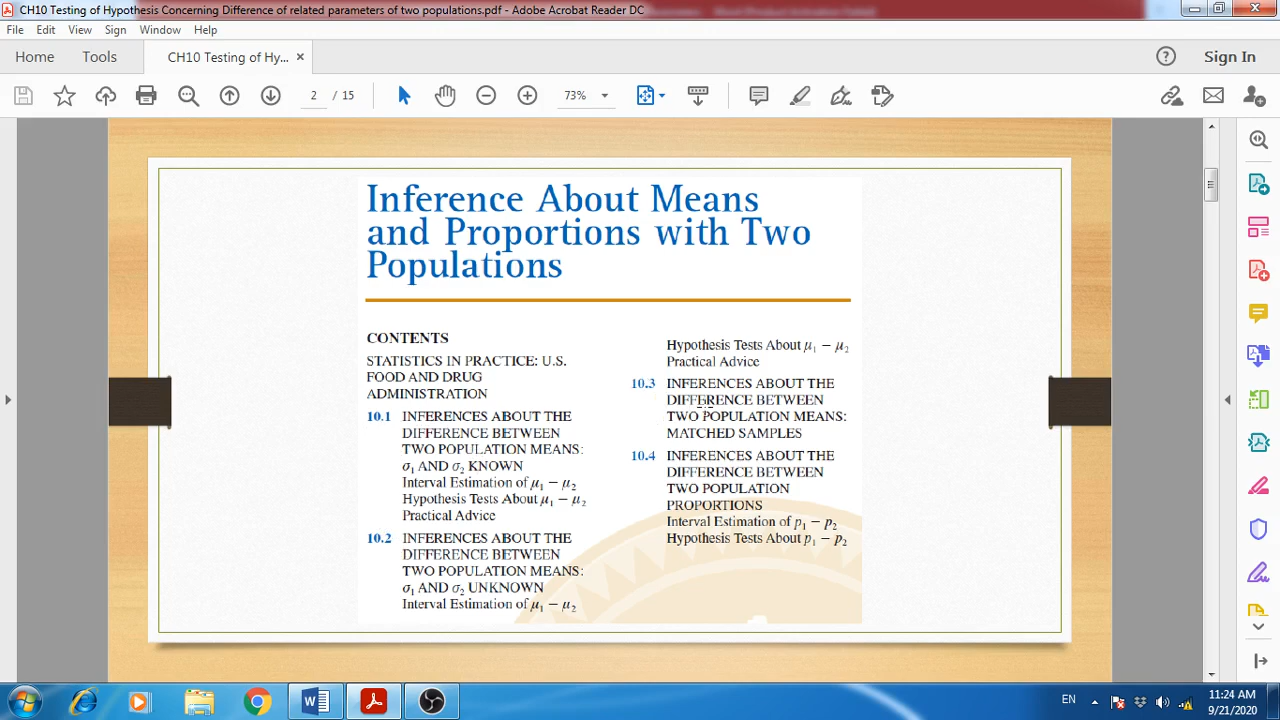 CH10 Testing of Hypothesis Concerning Difference of related parameters of two populations.pdf - Adobe Acrobat Reader DC
File Edit View Sign Window Help
Home Tools CH10 Testing of Hy... × ? Sign In
2 / 15 73%
Inference About Means
and Proportions with Two
Populations
CONTENTS
STATISTICS IN PRACTICE: U.S.
FOOD AND DRUG
ADMINISTRATION
10.1 INFERENCES ABOUT THE
DIFFERENCE BETWEEN
TWO POPULATION MEANS:
σ₁ AND σ₂ KNOWN
Interval Estimation of μ₁ − μ₂
Hypothesis Tests About μ₁ − μ₂
Practical Advice
10.2 INFERENCES ABOUT THE
DIFFERENCE BETWEEN
TWO POPULATION MEANS:
σ₁ AND σ₂ UNKNOWN
Interval Estimation of μ₁ − μ₂
Hypothesis Tests About μ₁ − μ₂
Practical Advice
10.3 INFERENCES ABOUT THE
DIFFERENCE BETWEEN
TWO POPULATION MEANS:
MATCHED SAMPLES
10.4 INFERENCES ABOUT THE
DIFFERENCE BETWEEN
TWO POPULATION
PROPORTIONS
Interval Estimation of p₁ − p₂
Hypothesis Tests About p₁ − p₂
EN 11:24 AM
9/21/2020